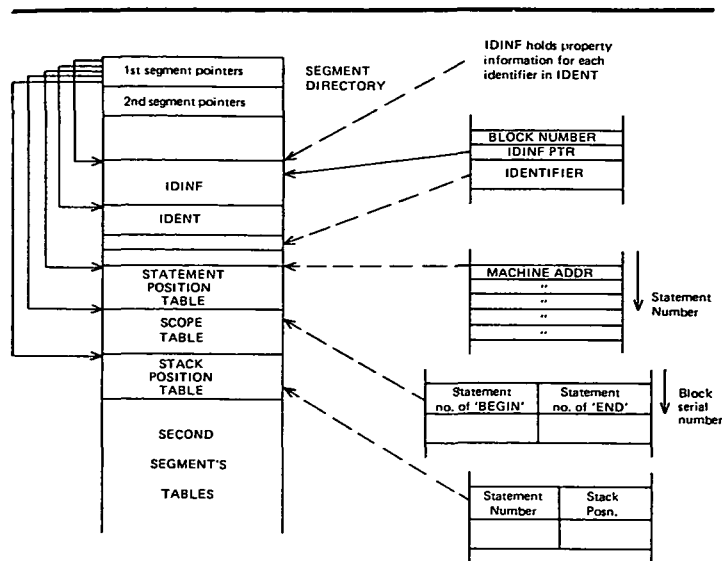 1st segment pointers
2nd segment pointers
SEGMENT
DIRECTORY
IDINF holds property
information for each
identifier in IDENT
BLOCK NUMBER
IDINF PTR
IDENTIFIER
IDINF
IDENT
STATEMENT
POSITION
TABLE
SCOPE
TABLE
STACK
POSITION
TABLE
SECOND
SEGMENT'S
TABLES
MACHINE ADDR
"
"
"
"
Statement
Number
Statement
no. of 'BEGIN'
Statement
no. of 'END'
Block
serial
number
Statement
Number
Stack
Posn.